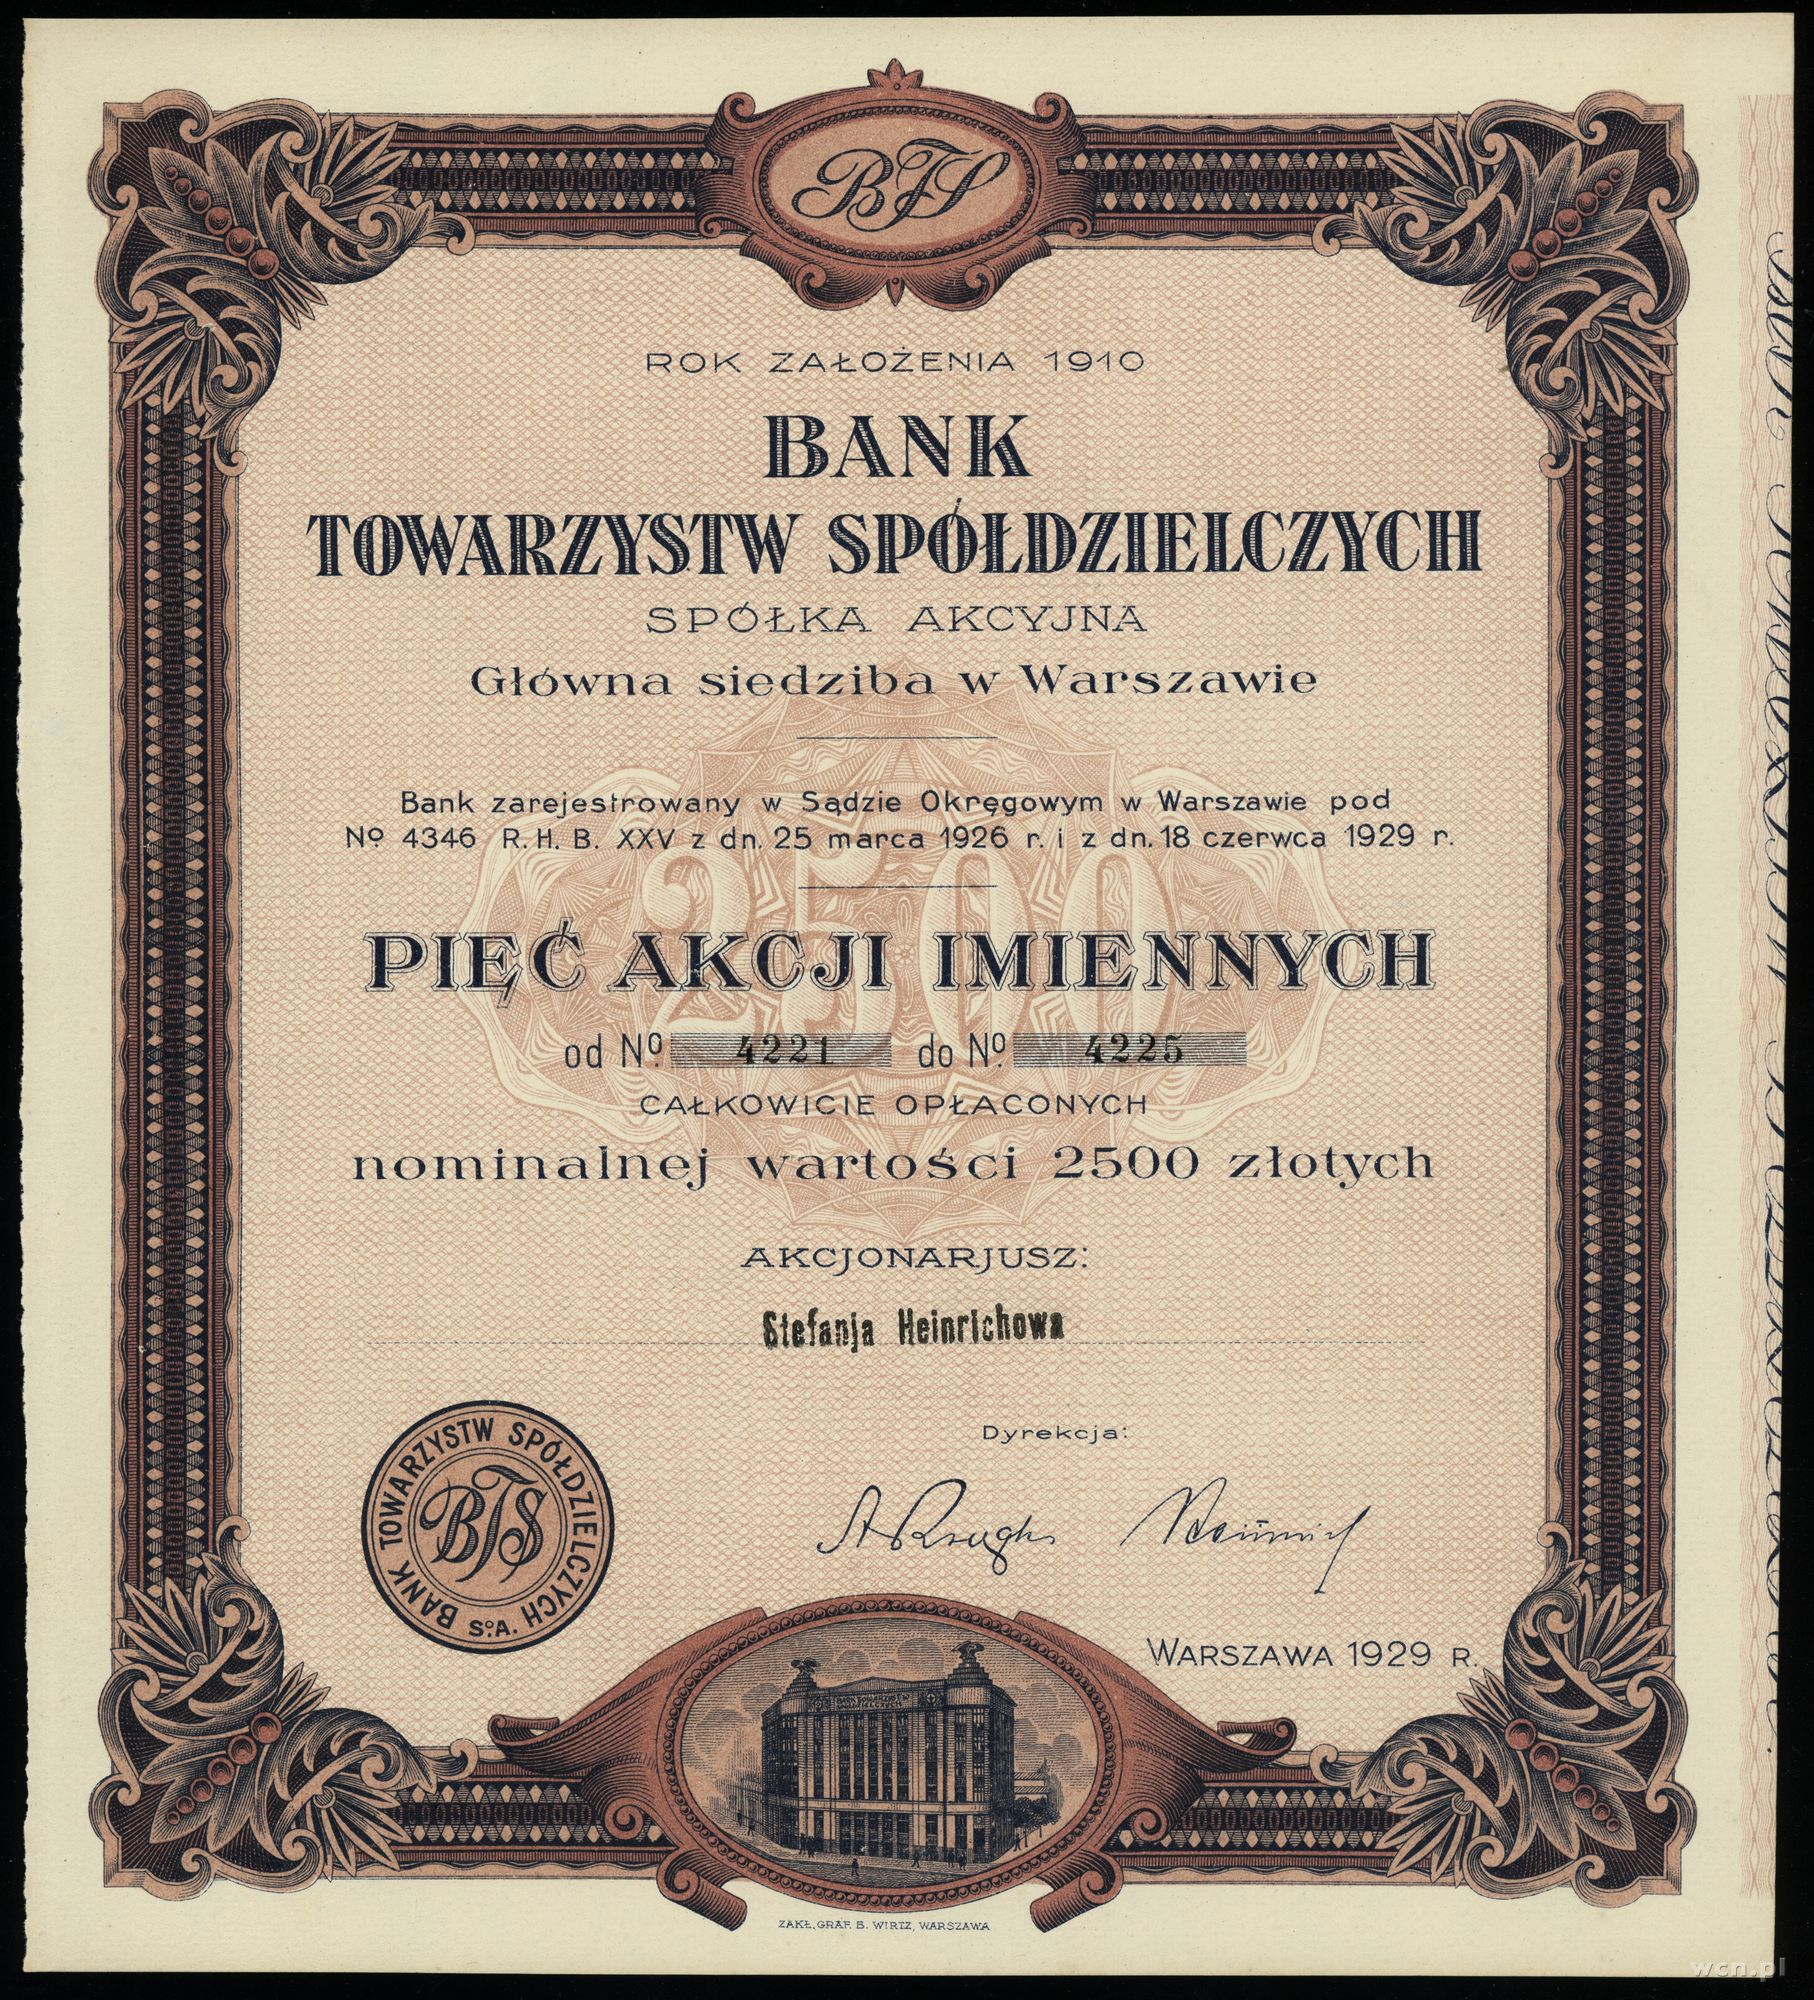 BTS
ROK ZAŁOŻENIA 1910
BANK
TOWARZYSTW SPÓŁDZIELCZYCH
SPÓŁKA AKCYJNA
Główna siedziba w Warszawie
Bank zarejestrowany w Sądzie Okręgowym w Warszawie pod
№ 4346 R. H. B. XXV z dn. 25 marca 1926 r. i z dn. 18 czerwca 1929 r.
2500
PIĘĆ AKCJI IMIENNYCH
od № 4221 do № 4225
CAŁKOWICIE OPŁACONYCH
nominalnej wartości 2500 złotych
AKCJONARJUSZ:
Stefanja Heinrichowa
Dyrekcja:
BANK TOWARZYSTW SPÓŁDZIELCZYCH S.A.
BTS
WARSZAWA 1929 R.
ZAKŁ. GRAF. B. WIRTZ, WARSZAWA
wcn.pl